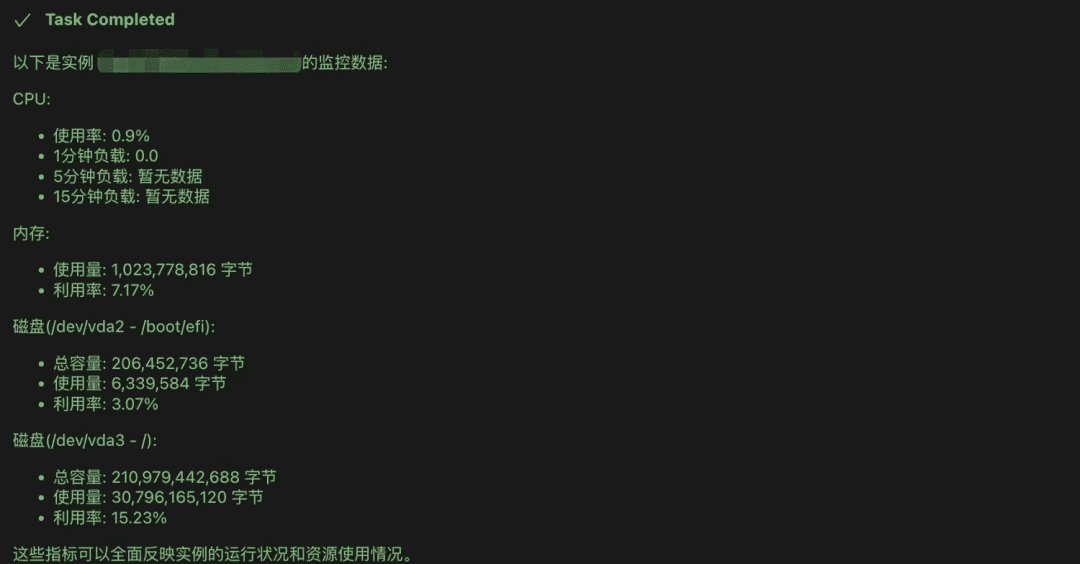 Task Completed
以下是实例 的监控数据:
CPU:
• 使用率: 0.9%
• 1分钟负载: 0.0
• 5分钟负载: 暂无数据
• 15分钟负载: 暂无数据
内存:
• 使用量: 1,023,778,816 字节
• 利用率: 7.17%
磁盘(/dev/vda2 - /boot/efi):
• 总容量: 206,452,736 字节
• 使用量: 6,339,584 字节
• 利用率: 3.07%
磁盘(/dev/vda3 - /):
• 总容量: 210,979,442,688 字节
• 使用量: 30,796,165,120 字节
• 利用率: 15.23%
这些指标可以全面反映实例的运行状况和资源使用情况。